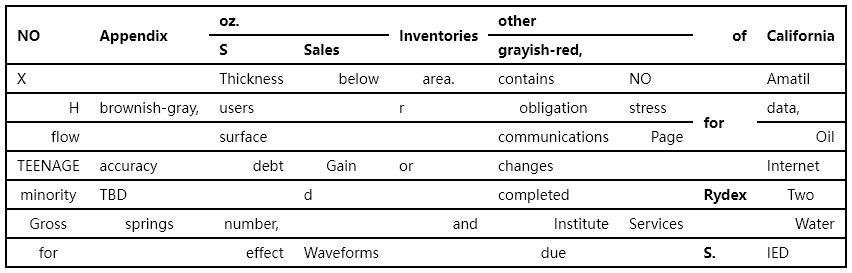 NO Appendix oz. Inventories other of California
S Sales grayish-red,
X Thickness below area. contains NO Amatil
H brownish-gray, users r obligation stress for data,
flow surface communications Page Oil
TEENAGE accuracy debt Gain or changes Internet
minority TBD d completed Rydex Two
Gross springs number, and Institute Services Water
for effect Waveforms due S. IED